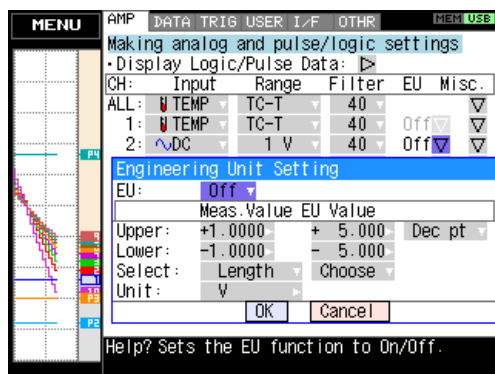 MENU
AMP DATA TRIG USER I/F OTHR MEM USB
Making analog and pulse/logic settings
・Display Logic/Pulse Data:
CH: Input Range Filter EU Misc.
ALL: TEMP TC-T 40
1: TEMP TC-T 40 Off
2: DC 1 V 40 Off
P4
Engineering Unit Setting
EU: Off
Meas.Value EU Value
Upper: +1.0000 + 5.000 Dec pt
Lower: -1.0000 - 5.000
Select: Length Choose
Unit: V
P3
OK Cancel
P2
Help? Sets the EU function to On/Off.